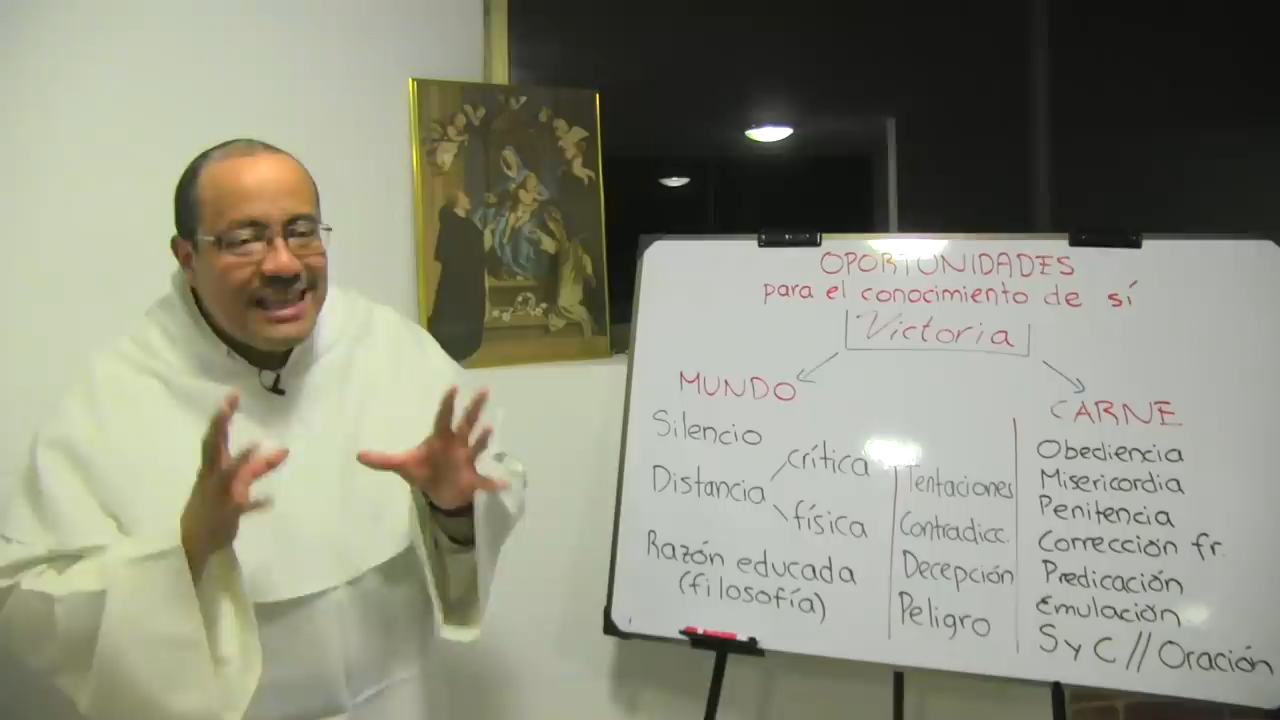 OPORTUNIDADES
para el conocimiento de sí
Victoria
MUNDO
Silencio
Distancia
crítica
física
Razón educada
(filosofía)
Tentaciones
Contradicc.
Decepción
Peligro
CARNE
Obediencia
Misericordia
Penitencia
Corrección fr.
Predicación
Emulación
S y C // Oración